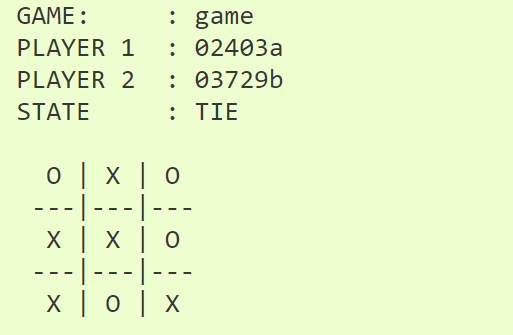 GAME:     : game
PLAYER 1  : 02403a
PLAYER 2  : 03729b
STATE     : TIE

  O | X | O
 ---|---|---
  X | X | O
 ---|---|---
  X | O | X